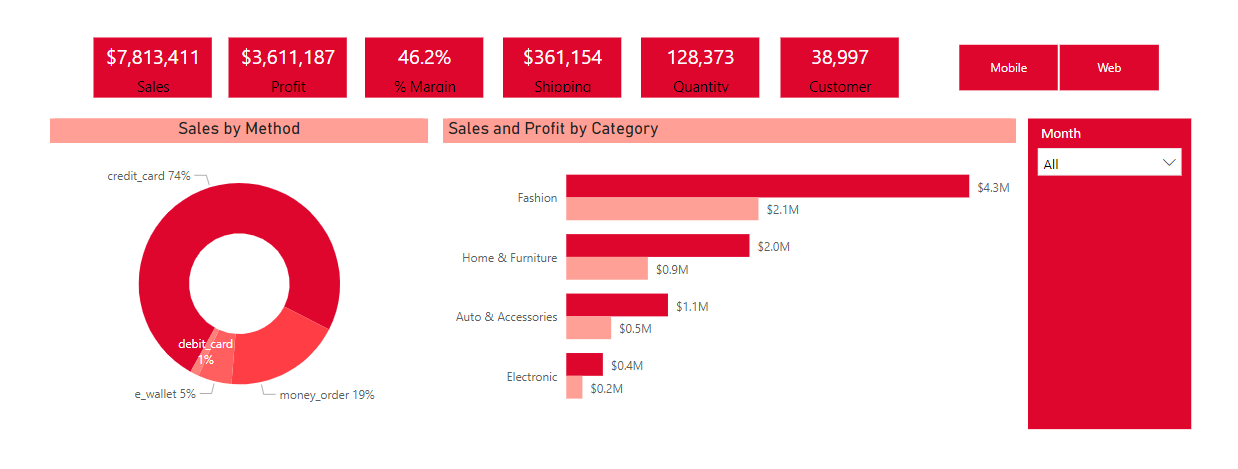 $7,813,411
Sales
$3,611,187
Profit
46.2%
% Margin
$361,154
Shipping
128,373
Quantity
38,997
Customer
Mobile
Web
Sales by Method
credit_card 74%
debit_card
1%
e_wallet 5%
money_order 19%
Sales and Profit by Category
Fashion
$4.3M
$2.1M
Home & Furniture
$2.0M
$0.9M
Auto & Accessories
$1.1M
$0.5M
Electronic
$0.4M
$0.2M
Month
All